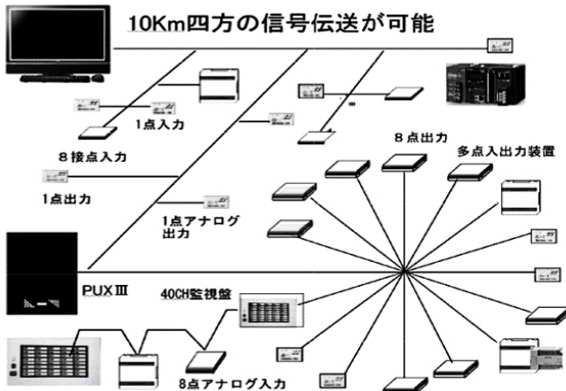 10Km四方の信号伝送が可能
1点入力
8接点入力
8点出力
多点入出力装置
1点出力
1点アナログ
出力
PUXⅢ
40CH監視盤
8点アナログ入力